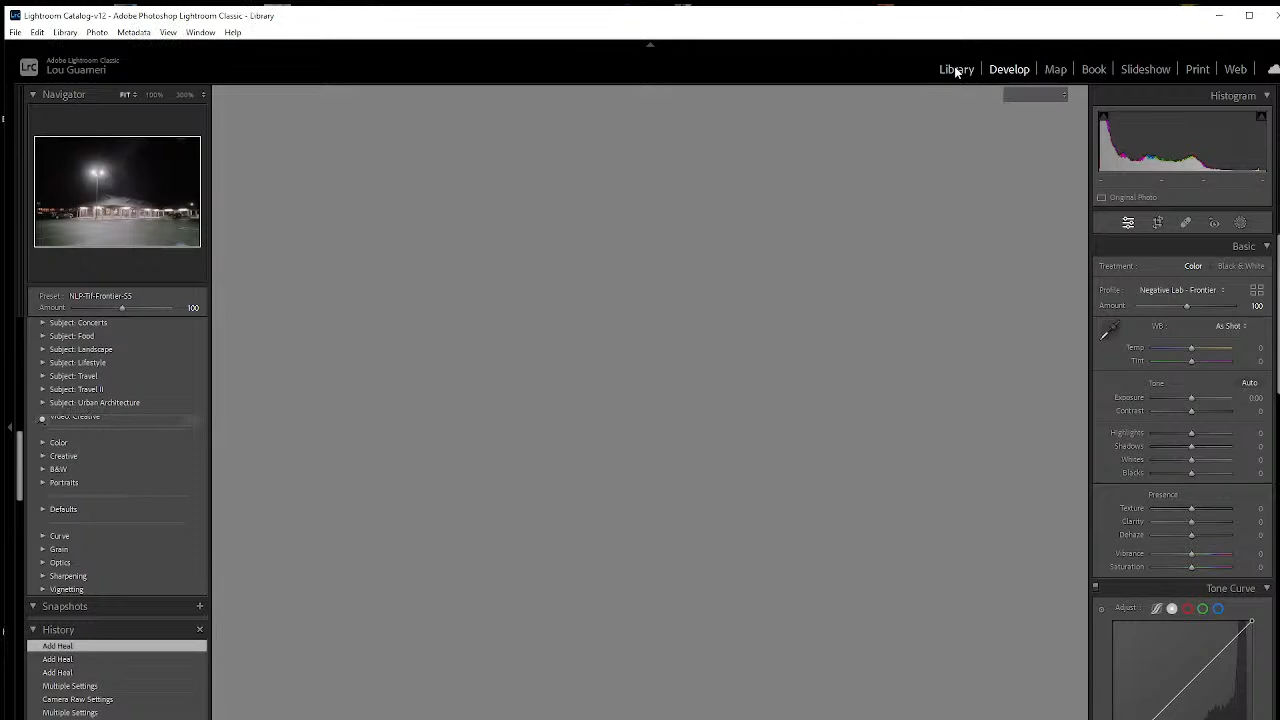 Lightroom Catalog-v12 - Adobe Photoshop Lightroom Classic - Library
File Edit Library Photo Metadata View Window Help
LrC
Adobe Lightroom Classic
Lou Guarneri
Library Develop Map Book Slideshow Print Web
Navigator FIT 100% 300%
Histogram
Original Photo
Basic
Treatment: Color Black & White
Preset: NLP-Tif-Frontier-SS
Amount 100
Profile: Negative Lab - Frontier
Amount 100
Subject: Concerts
Subject: Food
Subject: Landscape
Subject: Lifestyle
Subject: Travel
Subject: Travel II
Subject: Urban Architecture
Video: Creative
Color
Creative
B&W
Portraits
Defaults
Curve
Grain
Optics
Sharpening
Vignetting
WB: As Shot
Temp 0
Tint 0
Tone Auto
Exposure 0.00
Contrast 0
Highlights 0
Shadows 0
Whites 0
Blacks 0
Presence
Texture 0
Clarity 0
Dehaze 0
Vibrance 0
Saturation 0
Tone Curve
Adjust:
Snapshots
History
Add Heal
Add Heal
Add Heal
Multiple Settings
Camera Raw Settings
Multiple Settings